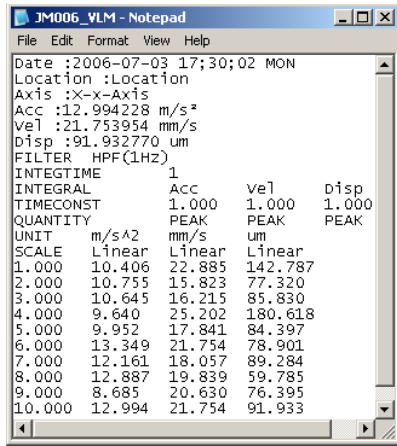 JM006_VLM - Notepad
File Edit Format View Help
Date :2006-07-03 17;30;02 MON
Location :Location
Axis :X-x-Axis
Acc :12.994228 m/s²
Vel :21.753954 mm/s
Disp :91.932770 um
FILTER HPF(1Hz)
INTEGTIME 1
INTEGRAL Acc Vel Disp
TIMECONST 1.000 1.000 1.000
QUANTITY PEAK PEAK PEAK
UNIT m/s^2 mm/s um
SCALE Linear Linear Linear
1.000 10.406 22.885 142.787
2.000 10.755 15.823 77.320
3.000 10.645 16.215 85.830
4.000 9.640 25.202 180.618
5.000 9.952 17.841 84.397
6.000 13.349 21.754 78.901
7.000 12.161 18.057 89.284
8.000 12.887 19.839 59.785
9.000 8.685 20.630 76.395
10.000 12.994 21.754 91.933